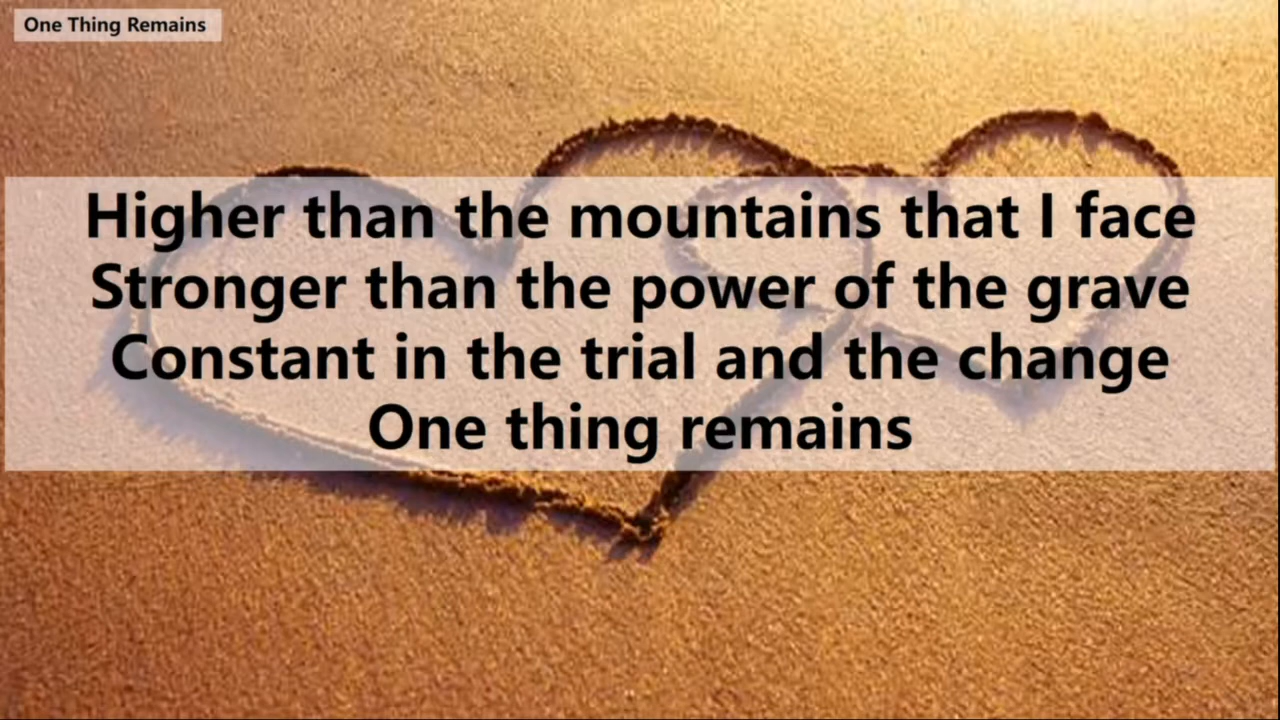 One Thing Remains
Higher than the mountains that I face
Stronger than the power of the grave
Constant in the trial and the change
One thing remains